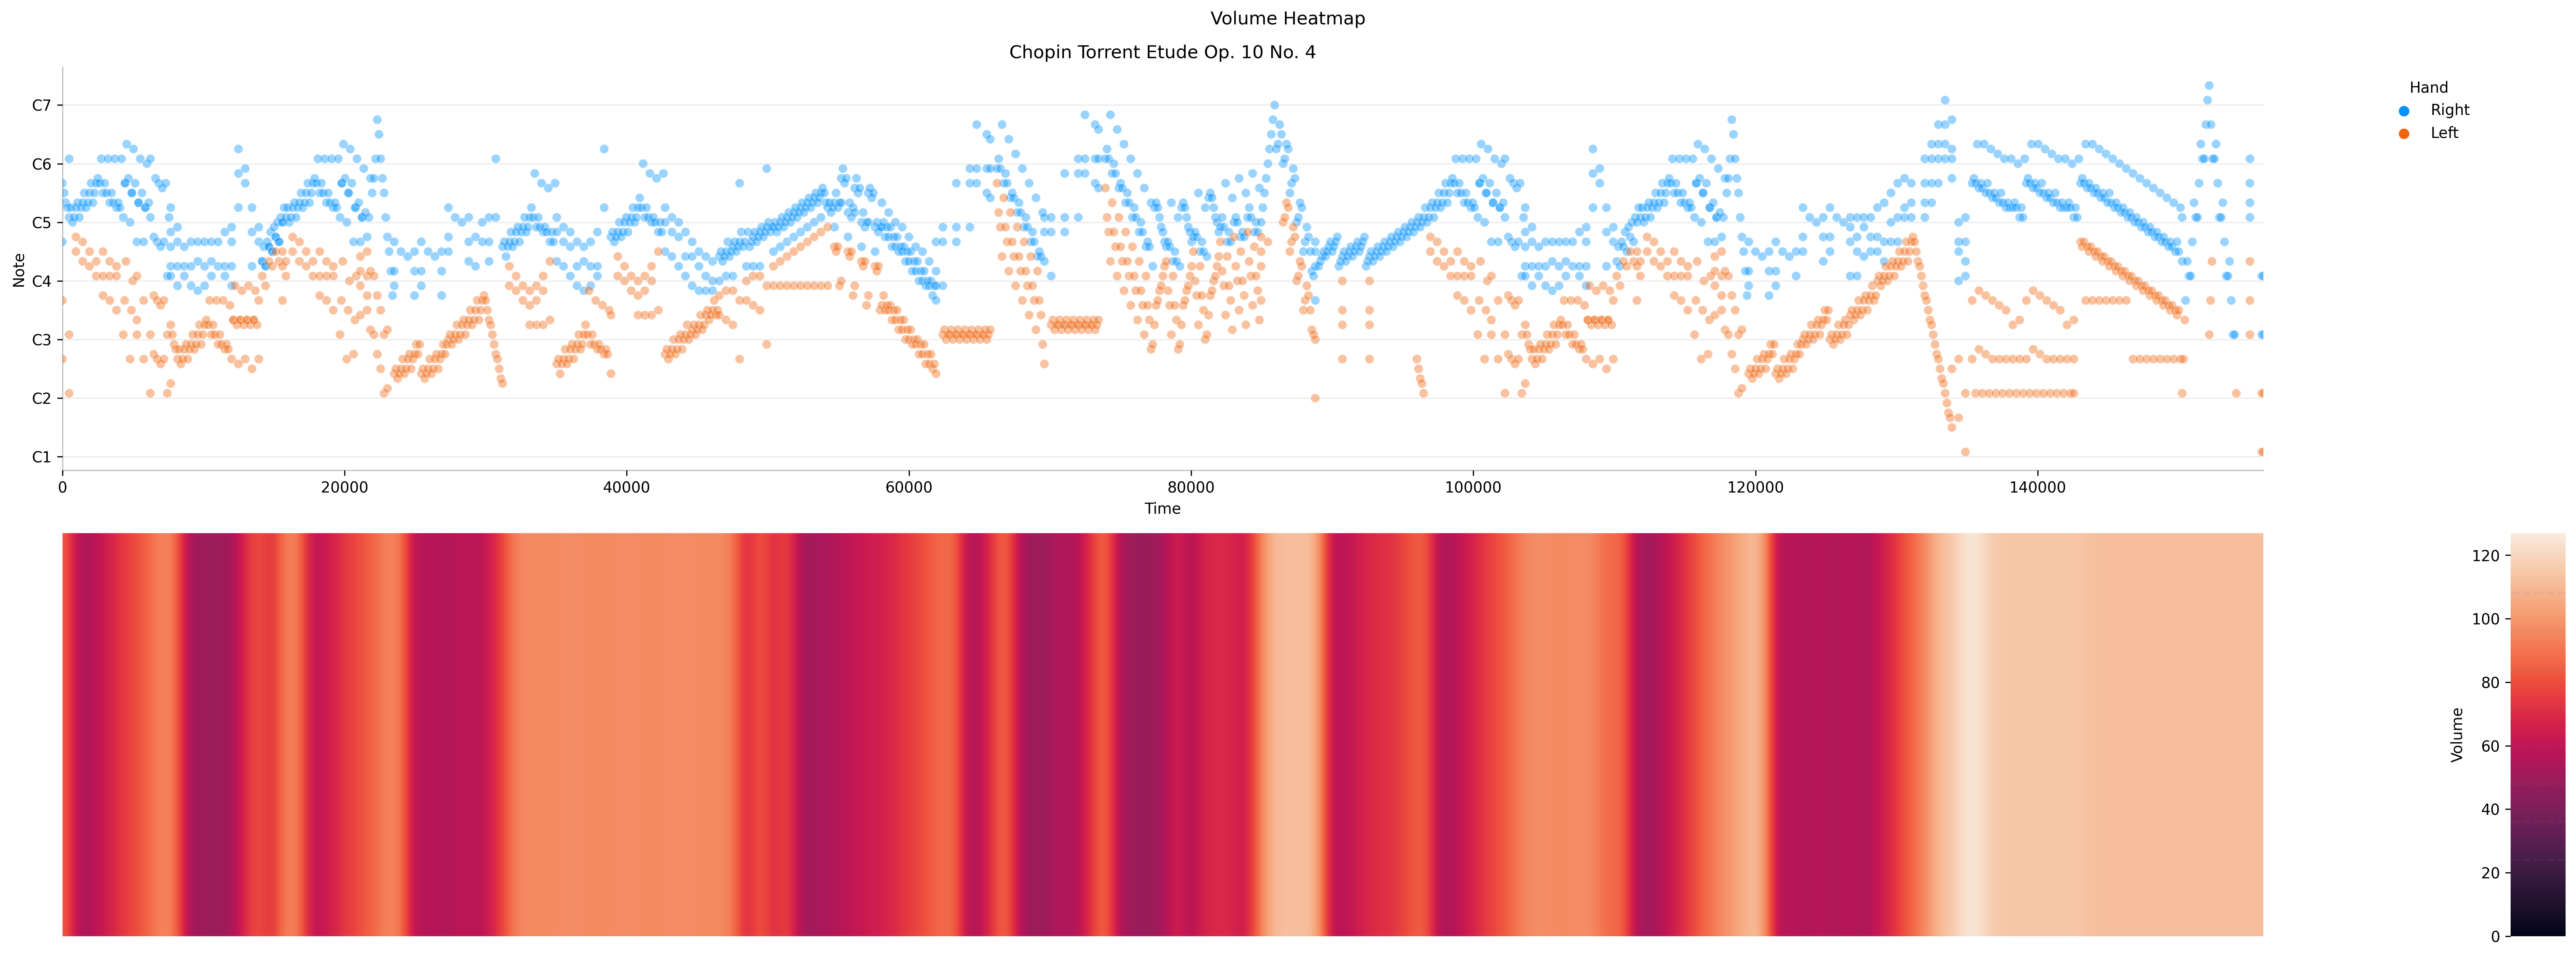 Volume Heatmap
Chopin Torrent Etude Op. 10 No. 4
Hand
Right
Left
Note
C7
C6
C5
C4
C3
C2
C1
0 20000 40000 60000 80000 100000 120000 140000
Time
Volume
120
100
80
60
40
20
0